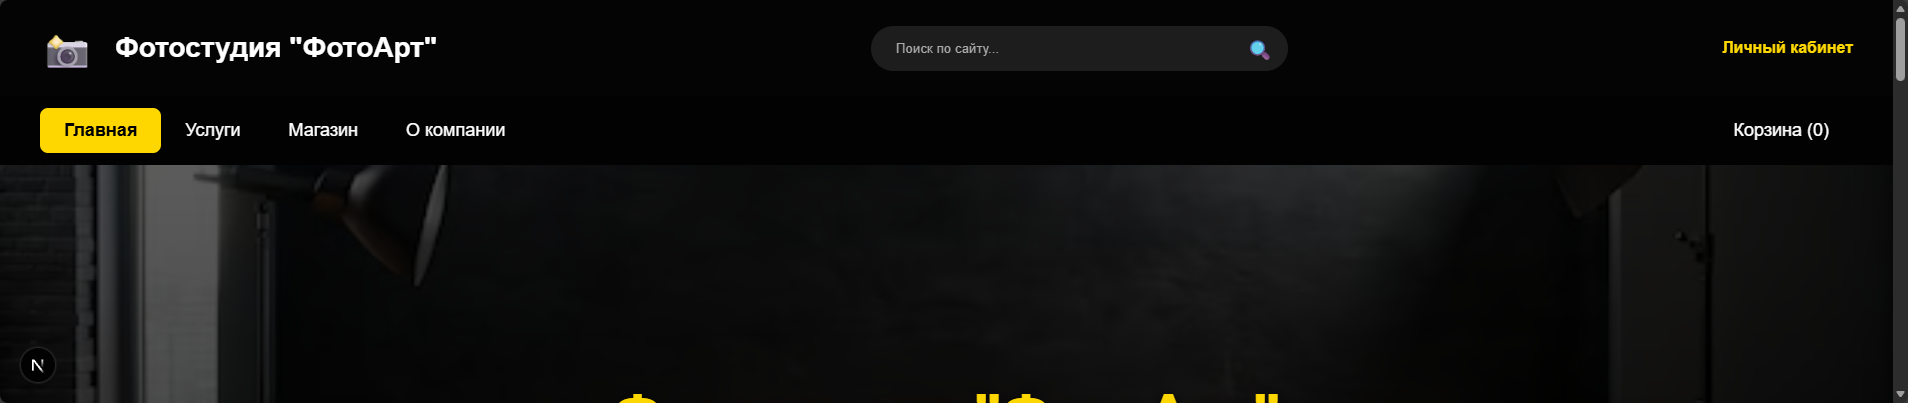 Фотостудия "ФотоАрт"
Поиск по сайту...
Личный кабинет
Главная
Услуги
Магазин
О компании
Корзина (0)
N